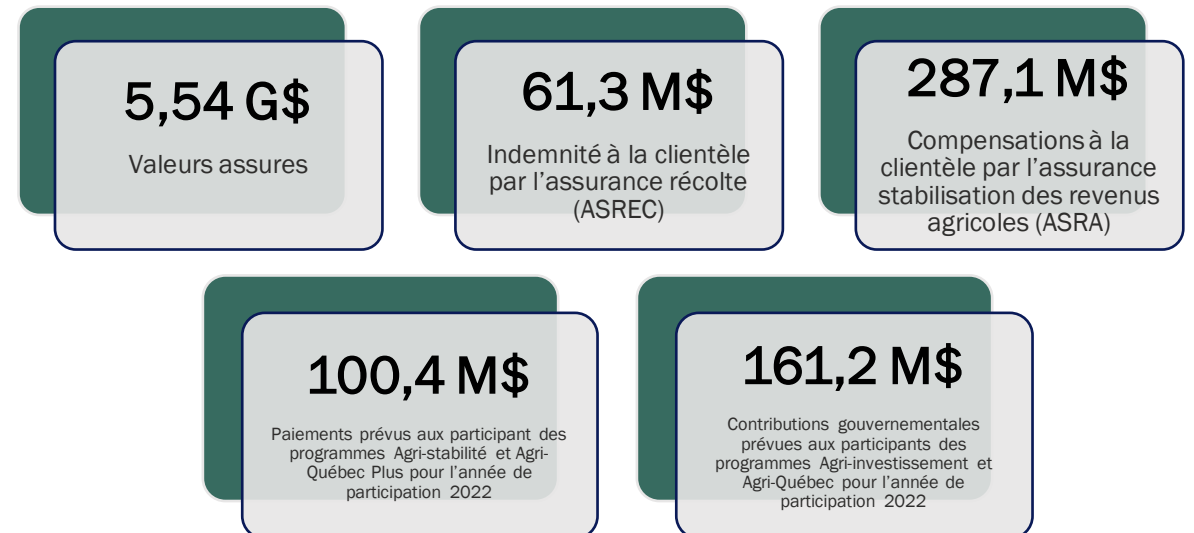 5,54 G$
Valeurs assures
61,3 M$
Indemnité à la clientèle
par l’assurance récolte
(ASREC)
287,1 M$
Compensations à la
clientèle par l’assurance
stabilisation des revenus
agricoles (ASRA)
100,4 M$
Paiements prévus aux participant des
programmes Agri-stabilité et Agri-
Québec Plus pour l’année de
participation 2022
161,2 M$
Contributions gouvernementales
prévues aux participants des
programmes Agri-investissement et
Agri-Québec pour l’année de
participation 2022